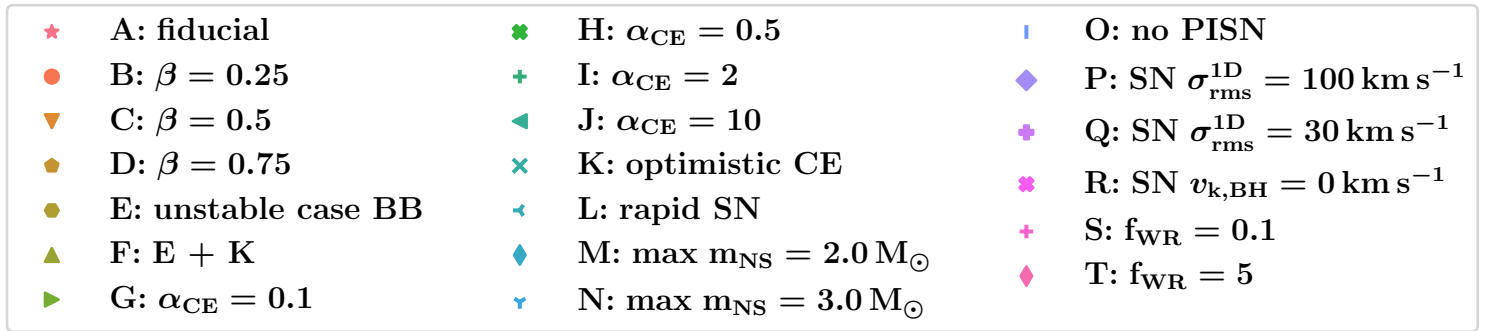 A: fiducial
B: β = 0.25
C: β = 0.5
D: β = 0.75
E: unstable case BB
F: E + K
G: α_CE = 0.1
H: α_CE = 0.5
I: α_CE = 2
J: α_CE = 10
K: optimistic CE
L: rapid SN
M: max m_NS = 2.0 M_⊙
N: max m_NS = 3.0 M_⊙
O: no PISN
P: SN σ_rms^1D = 100 km s^−1
Q: SN σ_rms^1D = 30 km s^−1
R: SN v_k,BH = 0 km s^−1
S: f_WR = 0.1
T: f_WR = 5